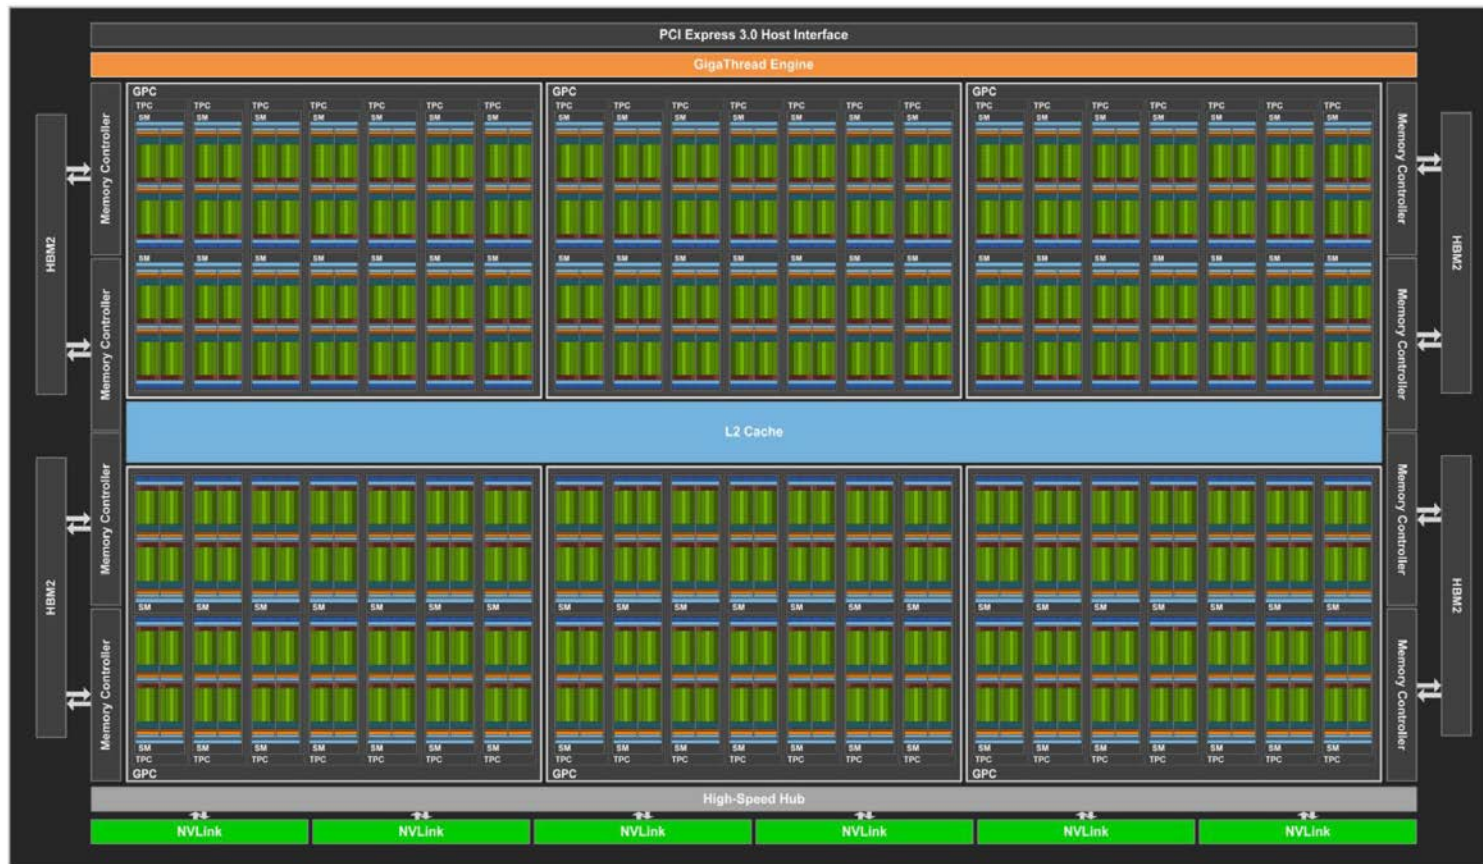 PCI Express 3.0 Host Interface
GigaThread Engine
GPC GPC GPC
TPC TPC TPC TPC TPC TPC TPC TPC TPC TPC TPC TPC TPC TPC TPC TPC TPC TPC TPC TPC TPC
SM SM SM SM SM SM SM SM SM SM SM SM SM SM SM SM SM SM SM SM SM
Memory Controller Memory Controller
HBM2 HBM2
SM SM SM SM SM SM SM SM SM SM SM SM SM SM SM SM SM SM SM SM SM
Memory Controller Memory Controller
L2 Cache
Memory Controller Memory Controller
HBM2 HBM2
SM SM SM SM SM SM SM SM SM SM SM SM SM SM SM SM SM SM SM SM SM
Memory Controller Memory Controller
SM SM SM SM SM SM SM SM SM SM SM SM SM SM SM SM SM SM SM SM SM
TPC TPC TPC TPC TPC TPC TPC TPC TPC TPC TPC TPC TPC TPC TPC TPC TPC TPC TPC TPC TPC
GPC GPC GPC
High-Speed Hub
NVLink NVLink NVLink NVLink NVLink NVLink